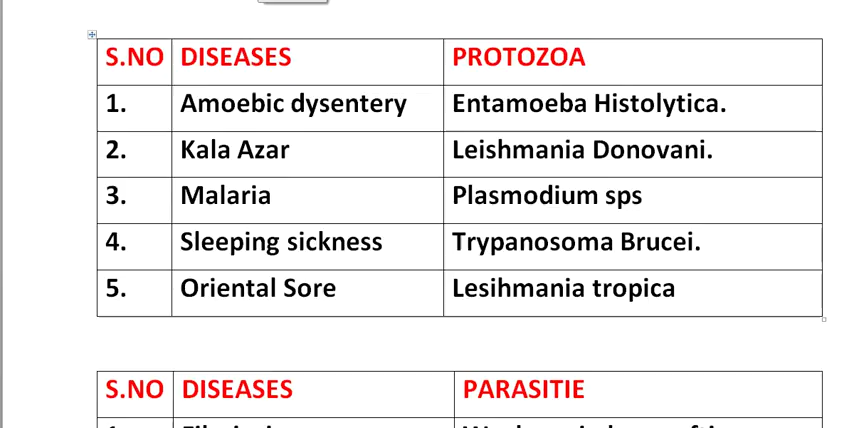 S.NO DISEASES PROTOZOA
1. Amoebic dysentery Entamoeba Histolytica.
2. Kala Azar Leishmania Donovani.
3. Malaria Plasmodium sps
4. Sleeping sickness Trypanosoma Brucei.
5. Oriental Sore Lesihmania tropica
S.NO DISEASES PARASITIE